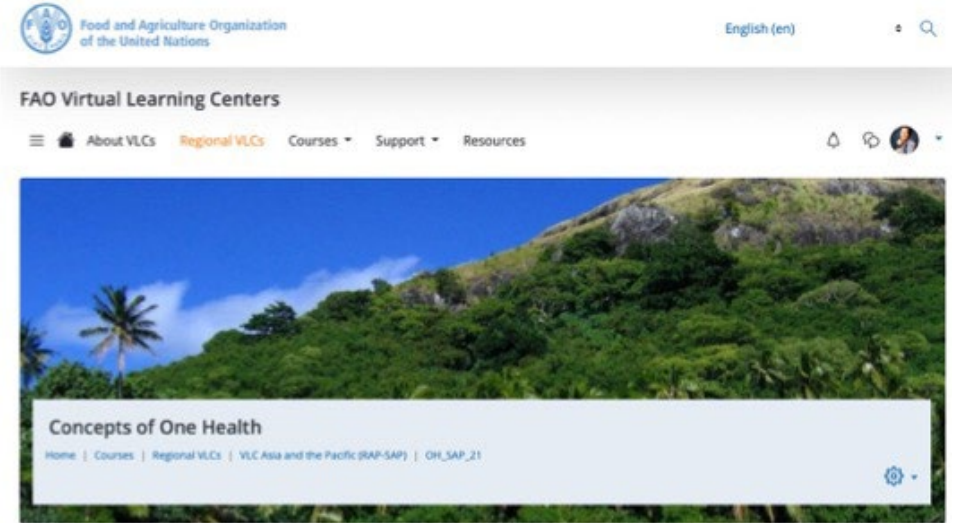 Food and Agriculture Organization
of the United Nations
English (en)
FAO Virtual Learning Centers
About VLCs Regional VLCs Courses Support Resources
Concepts of One Health
Home | Courses | Regional VLCs | VLC Asia and the Pacific (RAP-SAP) | OH_SAP_21